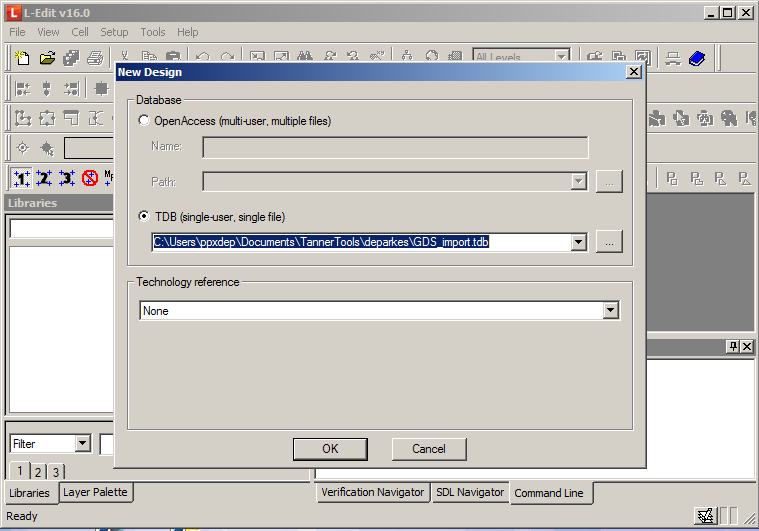 L-Edit v16.0
File View Cell Setup Tools Help
All Levels
New Design
Database
OpenAccess (multi-user, multiple files)
Name:
Path:
...
TDB (single-user, single file)
C:\Users\ppxdep\Documents\TannerTools\deparkes\GDS_import.tdb
...
Technology reference
None
OK Cancel
Libraries
Filter
1 2 3
Libraries Layer Palette
Verification Navigator SDL Navigator Command Line
Ready